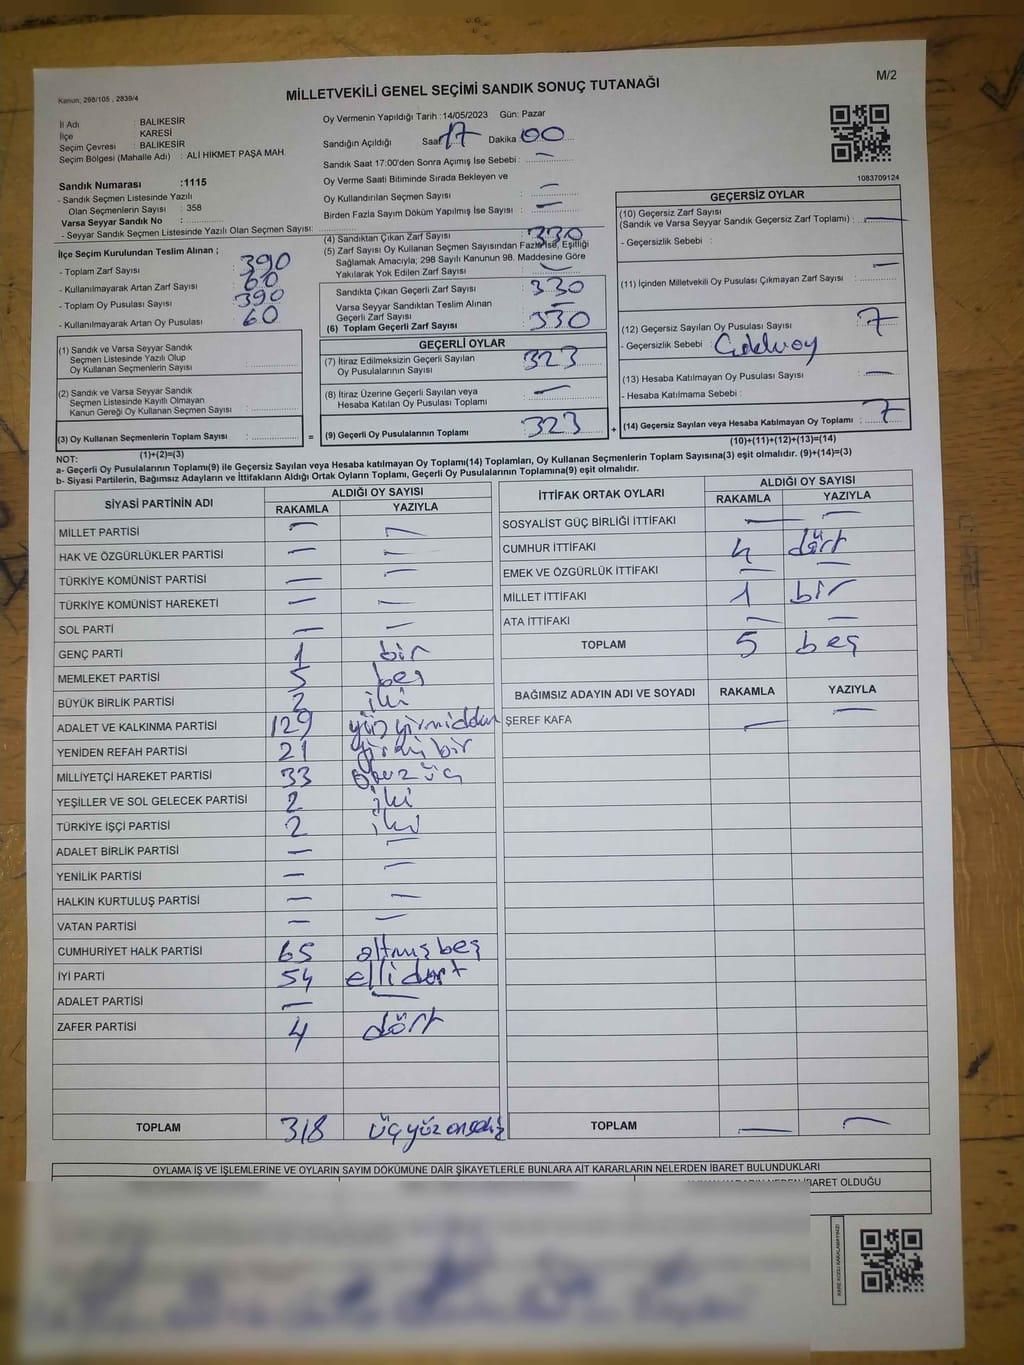 Kanun, 298/105 , 2839/4
MİLLETVEKİLİ GENEL SEÇİMİ SANDIK SONUÇ TUTANAĞI
M/2
İl Adı : BALIKESİR
İlçe : KARESİ
Seçim Çevresi : BALIKESİR
Seçim Bölgesi (Mahalle Adı) : ALİ HİKMET PAŞA MAH.
Oy Vermenin Yapıldığı Tarih :14/05/2023 Gün: Pazar
Sandığın Açıldığı Saat 17 Dakika 00
Sandık Saat 17:00'den Sonra Açımış İse Sebebi : —
Oy Verme Saati Bitiminde Sırada Bekleyen ve
Oy Kullandırılan Seçmen Sayısı : —
Birden Fazla Sayım Döküm Yapılmış İse Sayısı : —
1083709124
Sandık Numarası :1115
- Sandık Seçmen Listesinde Yazılı
Olan Seçmenlerin Sayısı : 358
Varsa Seyyar Sandık No :
- Seyyar Sandık Seçmen Listesinde Yazılı Olan Seçmen Sayısı:
İlçe Seçim Kurulundan Teslim Alınan ;
- Toplam Zarf Sayısı : 390
- Kullanılmayarak Artan Zarf Sayısı : 60
- Toplam Oy Pusulası Sayısı : 390
- Kullanılmayarak Artan Oy Pusulası : 60
(4) Sandıktan Çıkan Zarf Sayısı : 330
(5) Zarf Sayısı Oy Kullanan Seçmen Sayısından Fazla İse, Eşitliği
Sağlamak Amacıyla; 298 Sayılı Kanunun 98. Maddesine Göre
Yakılarak Yok Edilen Zarf Sayısı : —
Sandıkta Çıkan Geçerli Zarf Sayısı : 330
Varsa Seyyar Sandıktan Teslim Alınan
Geçerli Zarf Sayısı : —
(6) Toplam Geçerli Zarf Sayısı : 330
GEÇERSİZ OYLAR
(10) Geçersiz Zarf Sayısı
(Sandık ve Varsa Seyyar Sandık Geçersiz Zarf Toplamı) : —
- Geçersizlik Sebebi :
(11) İçinden Milletvekili Oy Pusulası Çıkmayan Zarf Sayısı : —
(12) Geçersiz Sayılan Oy Pusulası Sayısı : 7
- Geçersizlik Sebebi :
(13) Hesaba Katılmayan Oy Pusulası Sayısı : —
- Hesaba Katılmama Sebebi :
(14) Geçersiz Sayılan veya Hesaba Katılmayan Oy Toplamı : 7
(10)+(11)+(12)+(13)=(14)
(1) Sandık ve Varsa Seyyar Sandık
Seçmen Listesinde Yazılı Olup
Oy Kullanan Seçmenlerin Sayısı :
(2) Sandık ve Varsa Seyyar Sandık
Seçmen Listesinde Kayıtlı Olmayan
Kanun Gereği Oy Kullanan Seçmen Sayısı :
(3) Oy Kullanan Seçmenlerin Toplam Sayısı :
(1)+(2)=(3)
GEÇERLİ OYLAR
(7) İtiraz Edilmeksizin Geçerli Sayılan
Oy Pusulalarının Sayısı : 323
(8) İtiraz Üzerine Geçerli Sayılan veya
Hesaba Katılan Oy Pusulası Toplamı : —
= (9) Geçerli Oy Pusulalarının Toplamı : 323 +
NOT:
a- Geçerli Oy Pusulalarının Toplamı(9) ile Geçersiz Sayılan veya Hesaba katılmayan Oy Toplamı(14) Toplamları, Oy Kullanan Seçmenlerin Toplam Sayısına(3) eşit olmalıdır. (9)+(14)=(3)
b- Siyasi Partilerin, Bağımsız Adayların ve İttifakların Aldığı Ortak Oyların Toplamı, Geçerli Oy Pusulalarının Toplamına(9) eşit olmalıdır.
SİYASİ PARTİNİN ADI ALDIĞI OY SAYISI
RAKAMLA YAZIYLA
MİLLET PARTİSİ — —
HAK VE ÖZGÜRLÜKLER PARTİSİ — —
TÜRKİYE KOMÜNİST PARTİSİ — —
TÜRKİYE KOMÜNİST HAREKETİ — —
SOL PARTİ — —
GENÇ PARTİ 1 bir
MEMLEKET PARTİSİ 5 beş
BÜYÜK BİRLİK PARTİSİ 2 iki
ADALET VE KALKINMA PARTİSİ 129
YENİDEN REFAH PARTİSİ 21 yirmi bir
MİLLİYETÇİ HAREKET PARTİSİ 33 otuz üç
YEŞİLLER VE SOL GELECEK PARTİSİ 2 iki
TÜRKİYE İŞÇİ PARTİSİ 2 iki
ADALET BİRLİK PARTİSİ — —
YENİLİK PARTİSİ — —
HALKIN KURTULUŞ PARTİSİ — —
VATAN PARTİSİ — —
CUMHURİYET HALK PARTİSİ 65 altmış beş
İYİ PARTİ 54 elli dört
ADALET PARTİSİ — —
ZAFER PARTİSİ 4 dört
TOPLAM 318 üçyüz onsekiz
İTTİFAK ORTAK OYLARI ALDIĞI OY SAYISI
RAKAMLA YAZIYLA
SOSYALİST GÜÇ BİRLİĞİ İTTİFAKI — —
CUMHUR İTTİFAKI 4 dört
EMEK VE ÖZGÜRLÜK İTTİFAKI — —
MİLLET İTTİFAKI 1 bir
ATA İTTİFAKI — —
TOPLAM 5 beş
BAĞIMSIZ ADAYIN ADI VE SOYADI RAKAMLA YAZIYLA
ŞEREF KAFA — —
TOPLAM — —
OYLAMA İŞ VE İŞLEMLERİNE VE OYLARIN SAYIM DÖKÜMÜNE DAİR ŞİKAYETLERLE BUNLARA AİT KARARLARIN NELERDEN İBARET BULUNDUKLARI
İBARET OLDUĞU